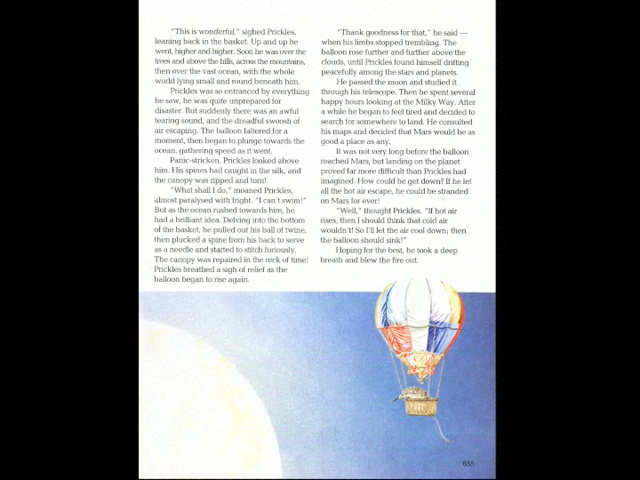 "This is wonderful," sighed Prickles,
leaning back in the basket. Up and up he
went, higher and higher. Soon he was over the
trees and above the hills, across the mountains,
then over the vast ocean, with the whole
world lying small and round beneath him.
Prickles was so entranced by everything
he saw, he was quite unprepared for
disaster. But suddenly there was an awful
tearing sound, and the dreadful swoosh of
air escaping. The balloon faltered for a
moment, then began to plunge towards the
ocean, gathering speed as it went.
Panic-stricken, Prickles looked above
him. His spines had caught in the silk, and
the canopy was ripped and torn!
"What shall I do," moaned Prickles,
almost paralysed with fright. "I can't swim!"
But as the ocean rushed towards him, he
had a brilliant idea. Delving into the bottom
of the basket, he pulled out his ball of twine,
then plucked a spine from his back to serve
as a needle and started to stitch furiously.
The canopy was repaired in the nick of time!
Prickles breathed a sigh of relief as the
balloon began to rise again.
"Thank goodness for that," he said —
when his limbs stopped trembling. The
balloon rose further and further above the
clouds, until Prickles found himself drifting
peacefully among the stars and planets.
He passed the moon and studied it
through his telescope. Then he spent several
happy hours looking at the Milky Way. After
a while he began to feel tired and decided to
search for somewhere to land. He consulted
his maps and decided that Mars would be as
good a place as any.
It was not very long before the balloon
reached Mars, but landing on the planet
proved far more difficult than Prickles had
imagined. How could he get down? If he let
all the hot air escape, he could be stranded
on Mars for ever!
"Well," thought Prickles. "If hot air
rises, then I should think that cold air
wouldn't! So I'll let the air cool down; then
the balloon should sink!"
Hoping for the best, he took a deep
breath and blew the fire out.
655